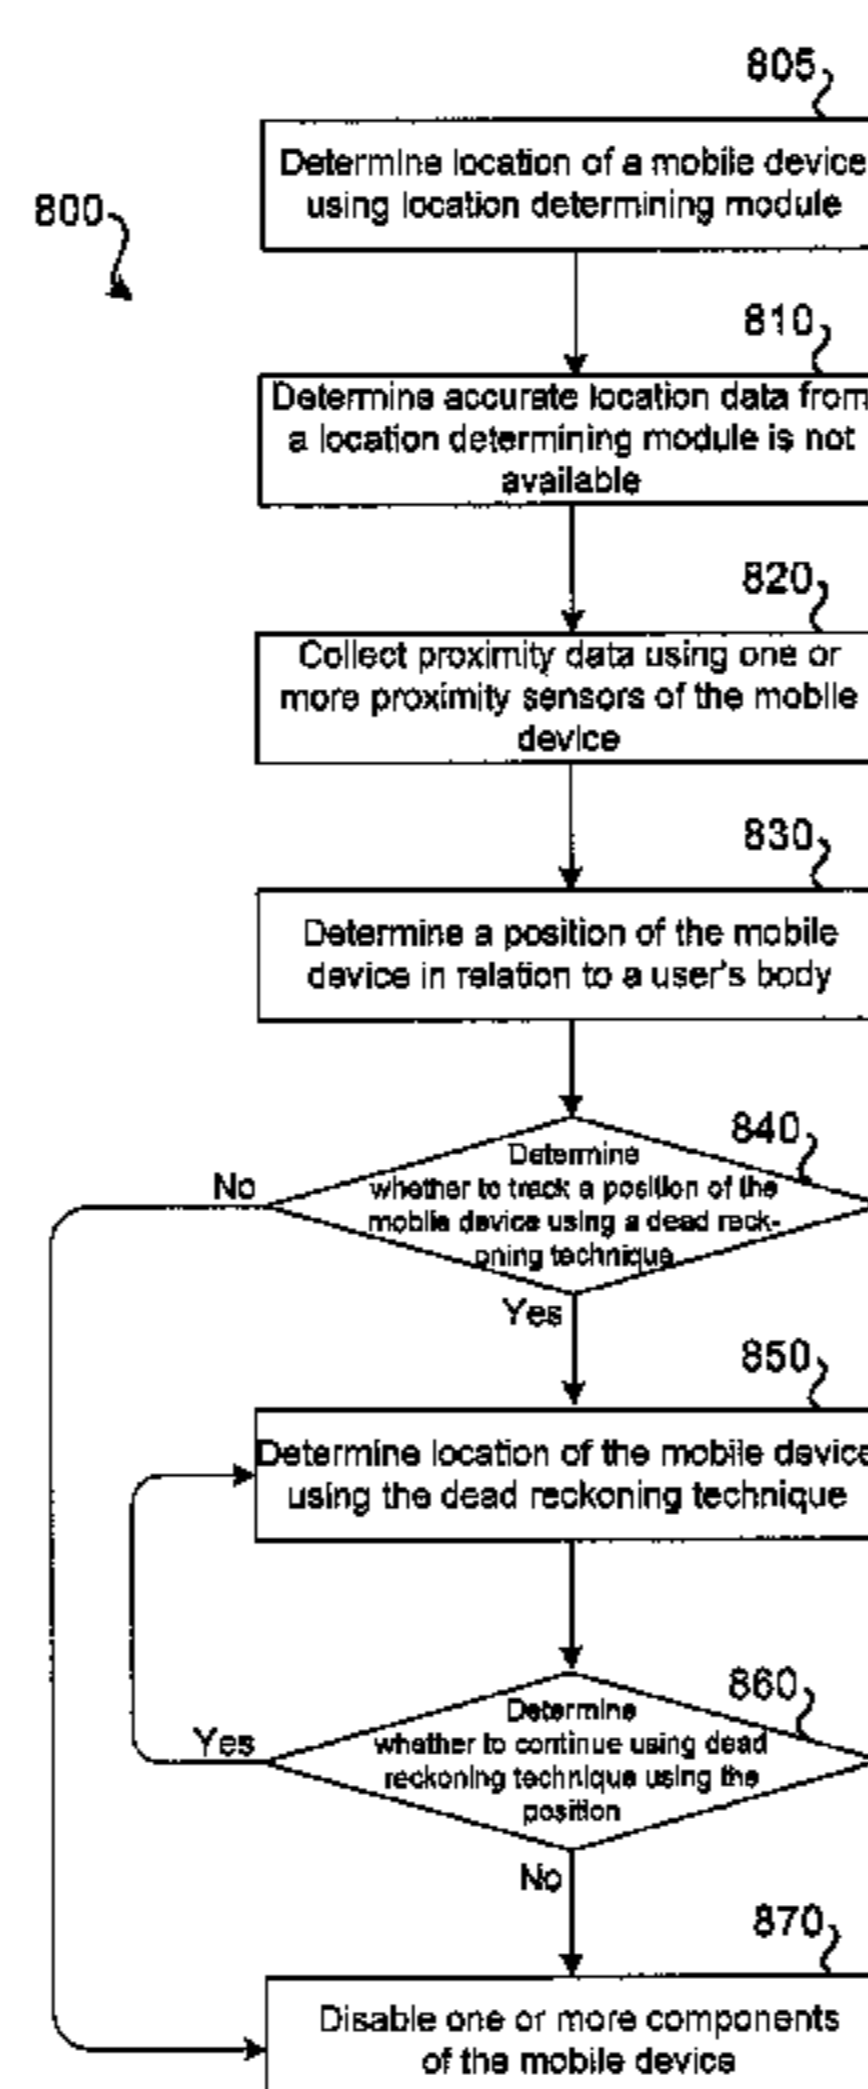 805
Determine location of a mobile device
using location determining module
800
810
Determine accurate location data from
a location determining module is not
available
820
Collect proximity data using one or
more proximity sensors of the mobile
device
830
Determine a position of the mobile
device in relation to a user's body
840
Determine
whether to track a position of the
mobile device using a dead reck-
oning technique
No
Yes
850
Determine location of the mobile device
using the dead reckoning technique
860
Determine
whether to continue using dead
reckoning technique using the
position
Yes
No
870
Disable one or more components
of the mobile device